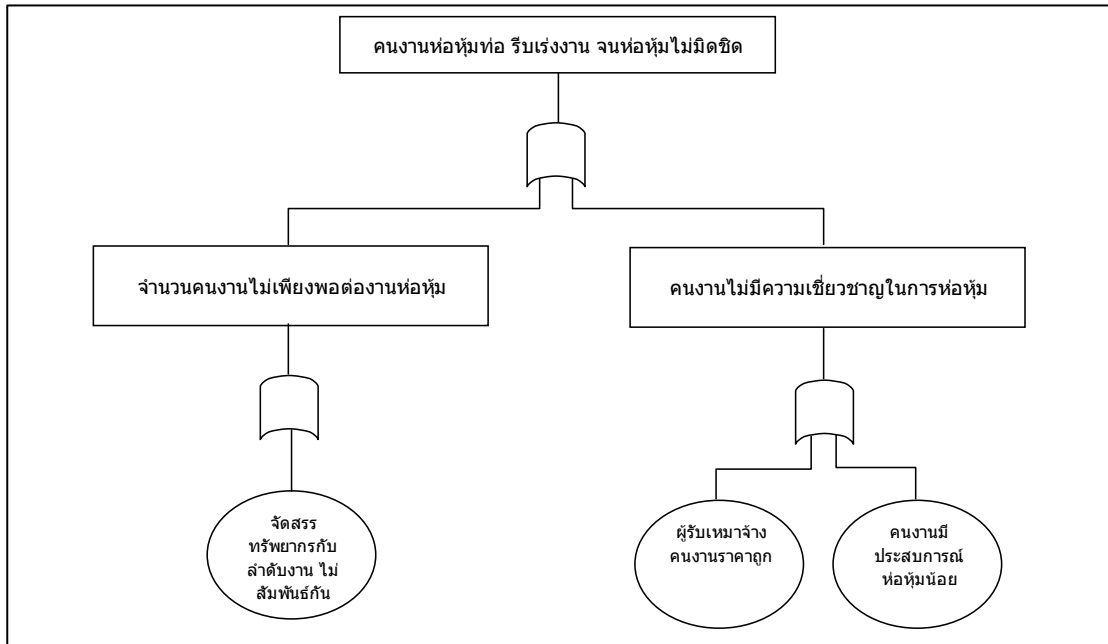 คนงานห่อหุ้มท่อ รีบเร่งงาน จนห่อหุ้มไม่มิดชิด
จำนวนคนงานไม่เพียงพอต่องานห่อหุ้ม
คนงานไม่มีความเชี่ยวชาญในการห่อหุ้ม
จัดสรร
ทรัพยากรกับ
ลำดับงาน ไม่
สัมพันธ์กัน
ผู้รับเหมาจ้าง
คนงานราคาถูก
คนงานมี
ประสบการณ์
ห่อหุ้มน้อย